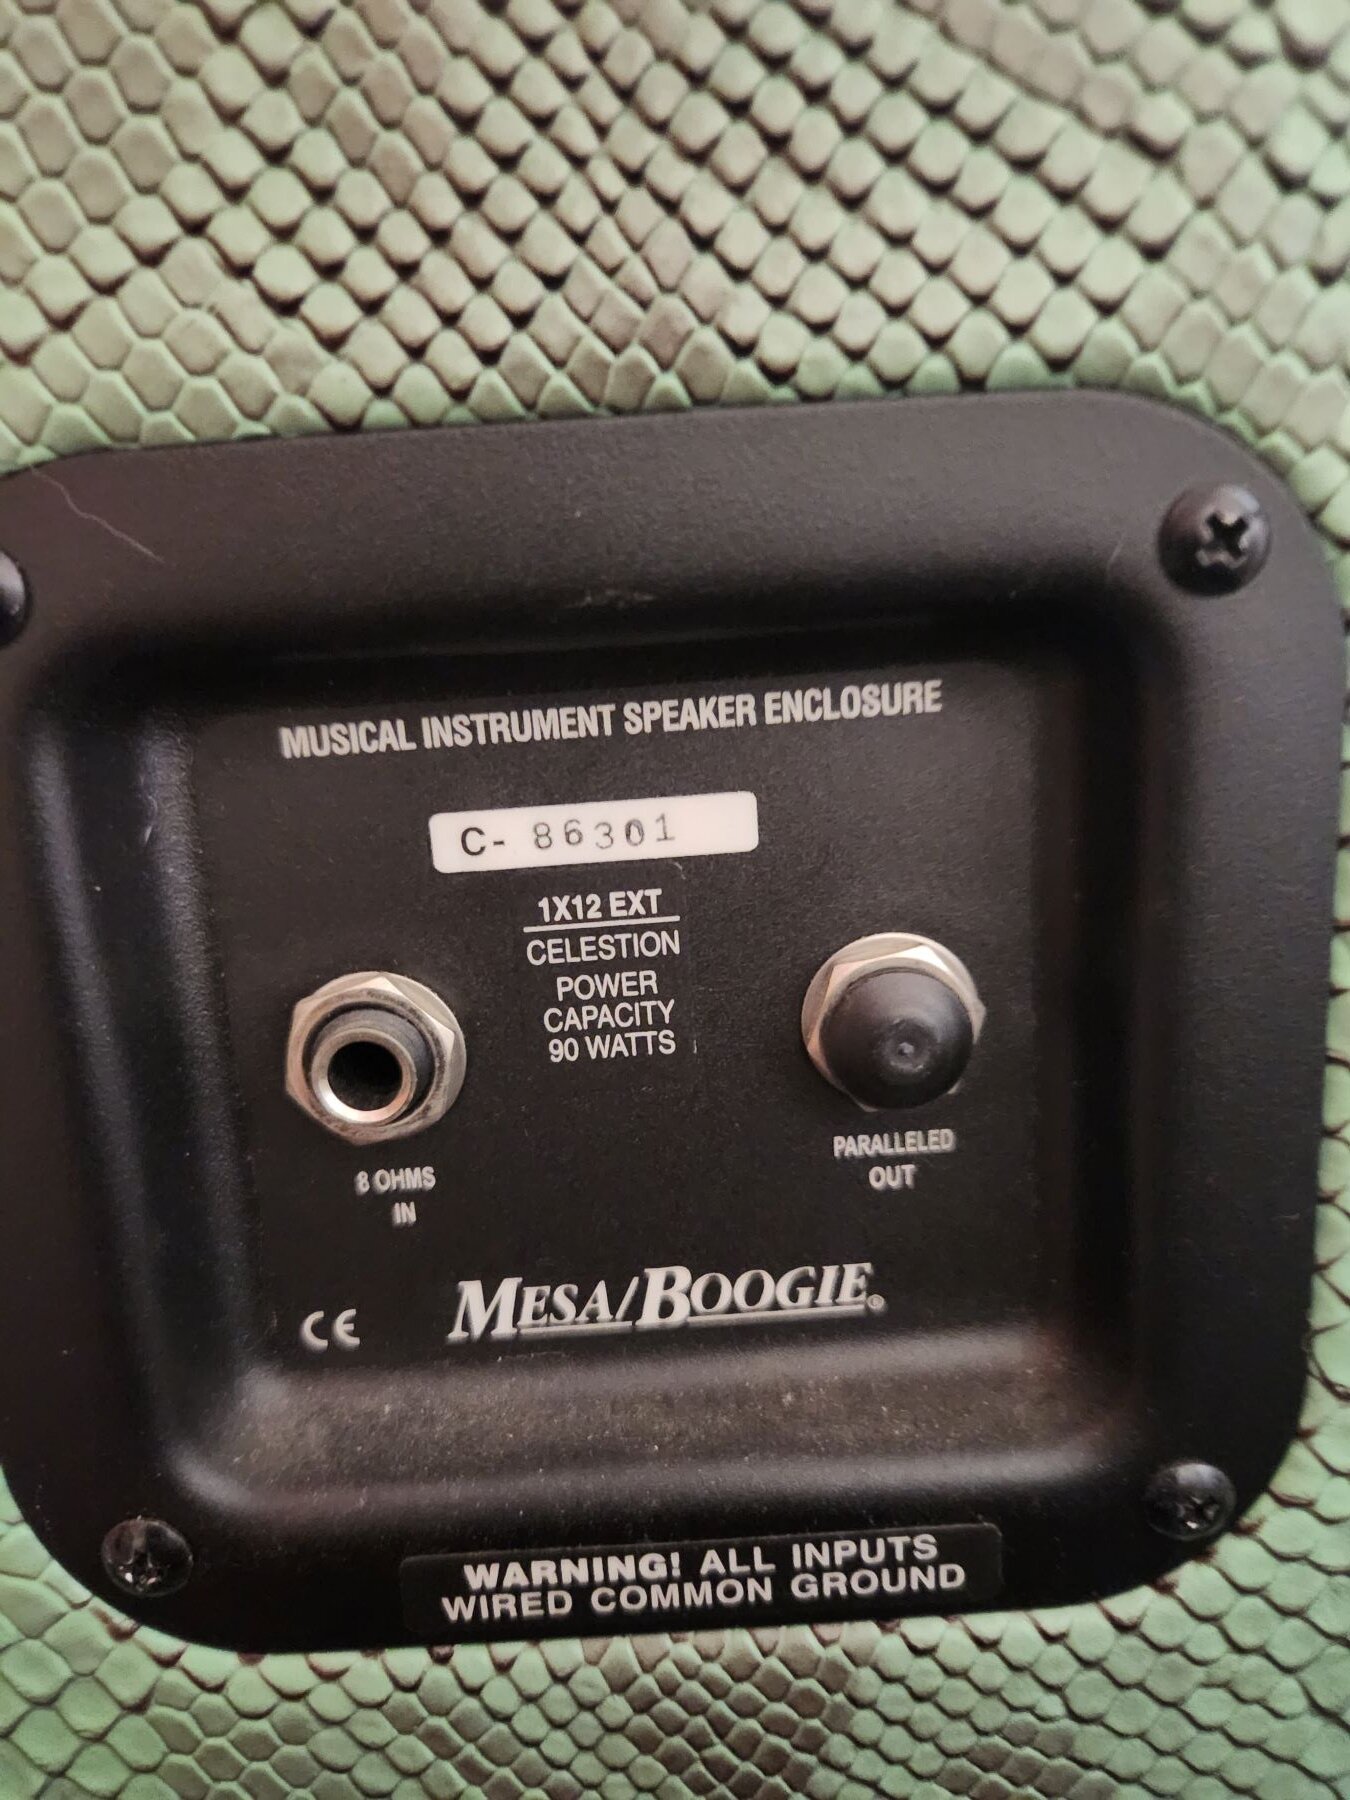 MUSICAL INSTRUMENT SPEAKER ENCLOSURE
C- 86301
1X12 EXT
CELESTION
POWER
CAPACITY
90 WATTS
8 OHMS
IN
PARALLELED
OUT
CE
MESA/BOOGIE®
WARNING! ALL INPUTS
WIRED COMMON GROUND